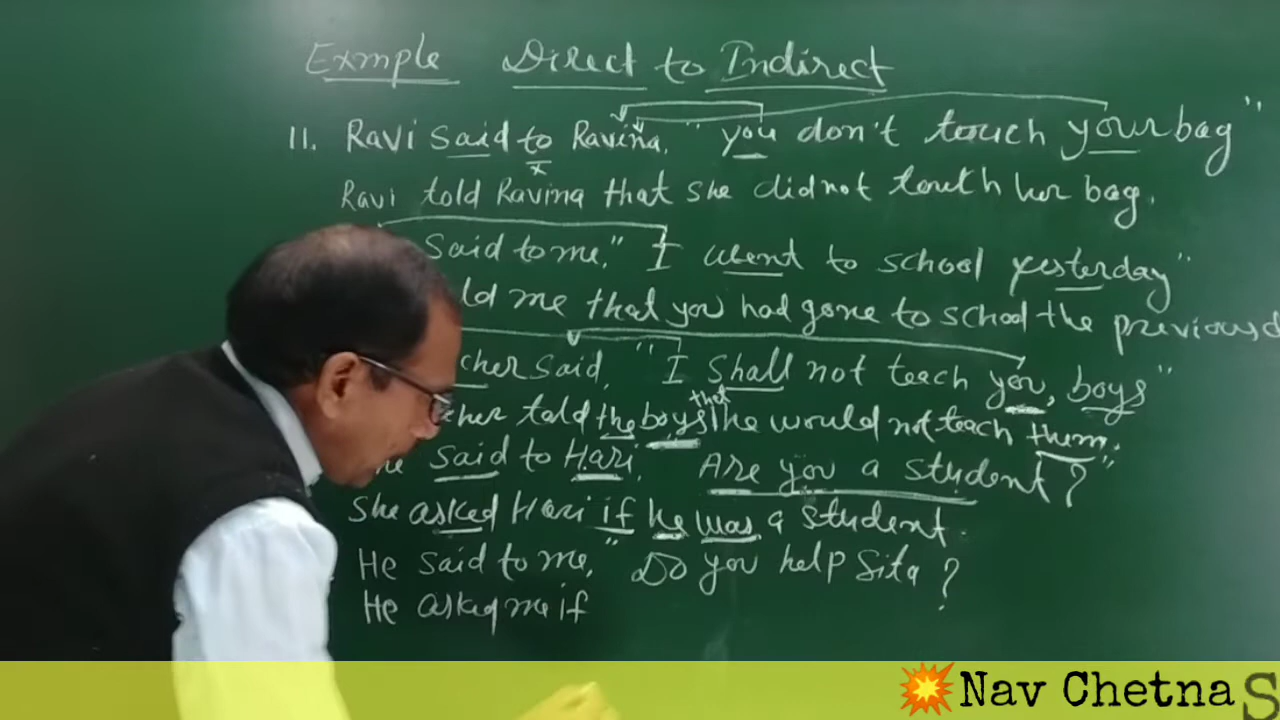 Exmple Direct to Indirect
11. Ravi said to Ravina, "you don't touch your bag"
x
Ravi told Ravina that she did not touch her bag.
Said to me," I went to school yesterday"
ld me that you had gone to school the previous d
cher said, "I shall not teach you, boys"
that
her told the boys he would not teach them.
said to Hari. Are you a student?"
She asked Hari if he was a student.
He said to me, "Do you help Sita?
He asked me if
Nav Chetna S